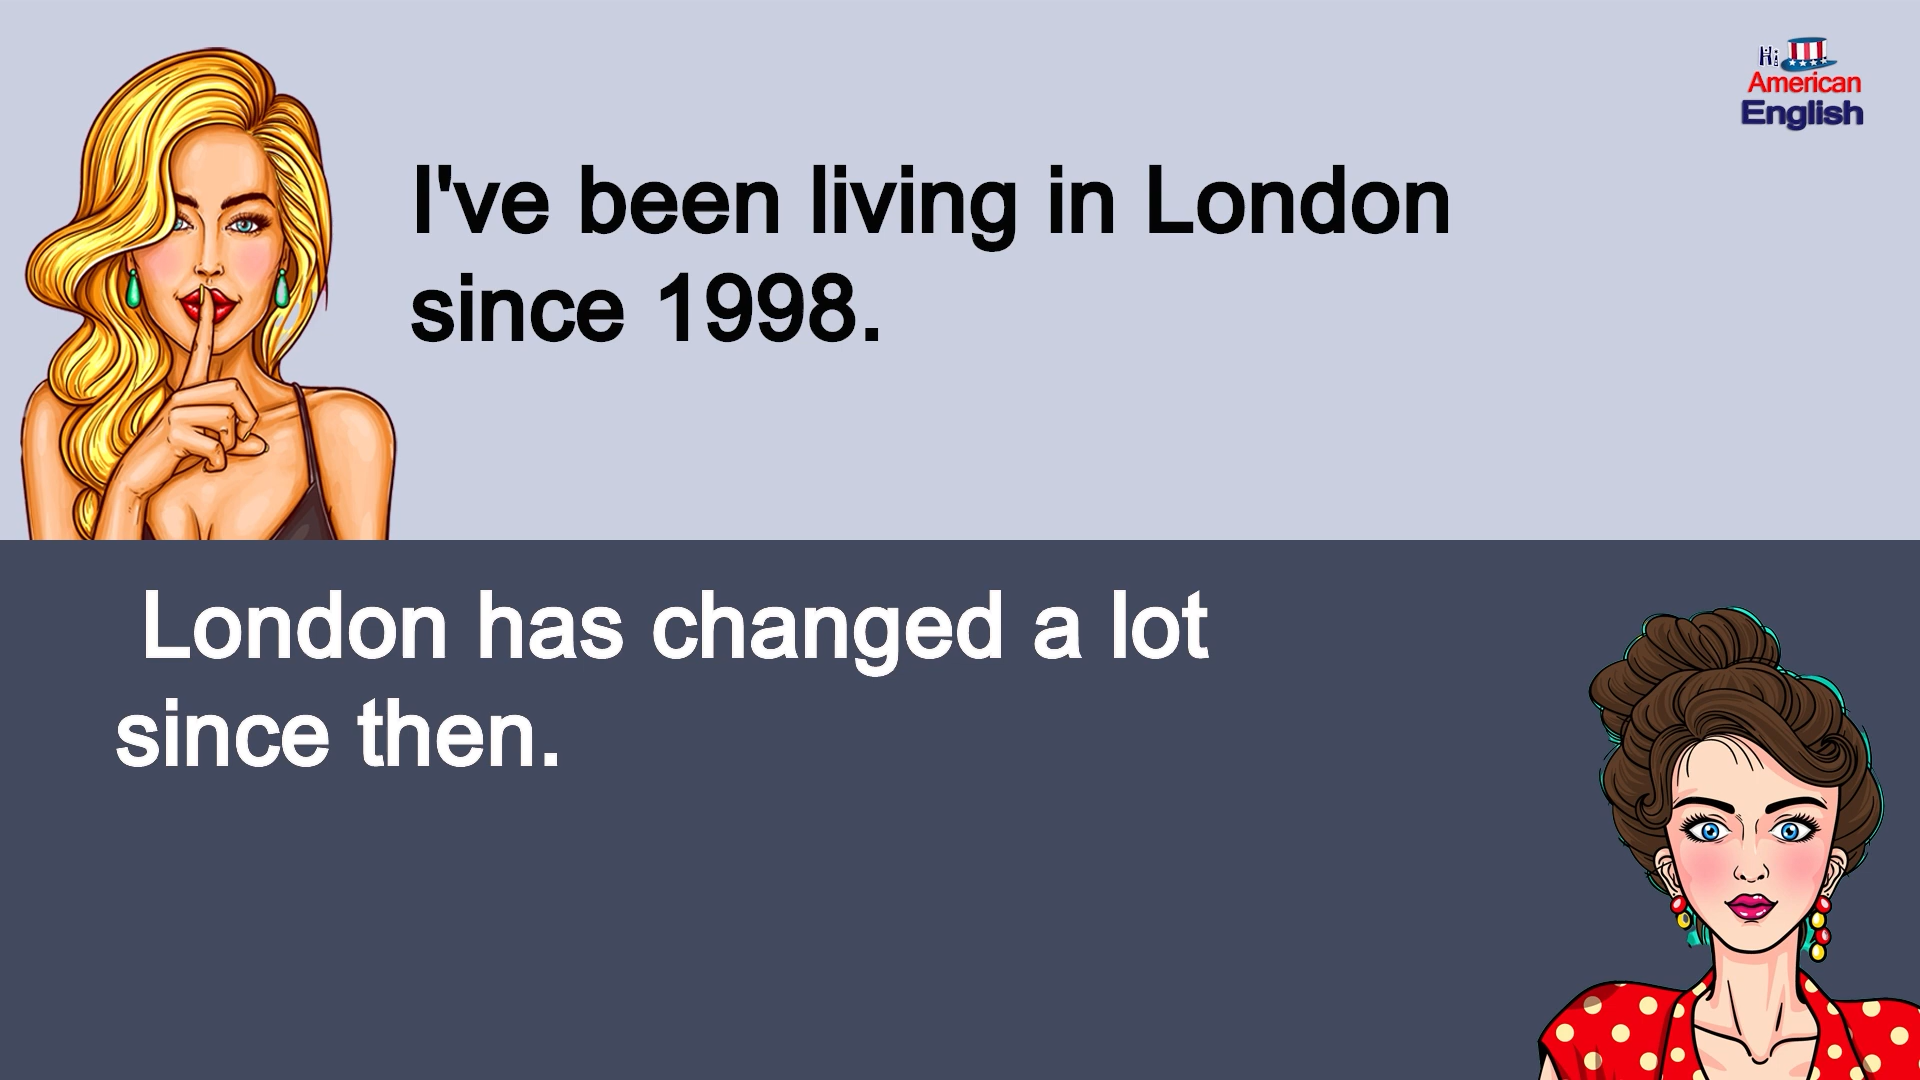 Hi
American
English
I've been living in London
since 1998.
London has changed a lot
since then.